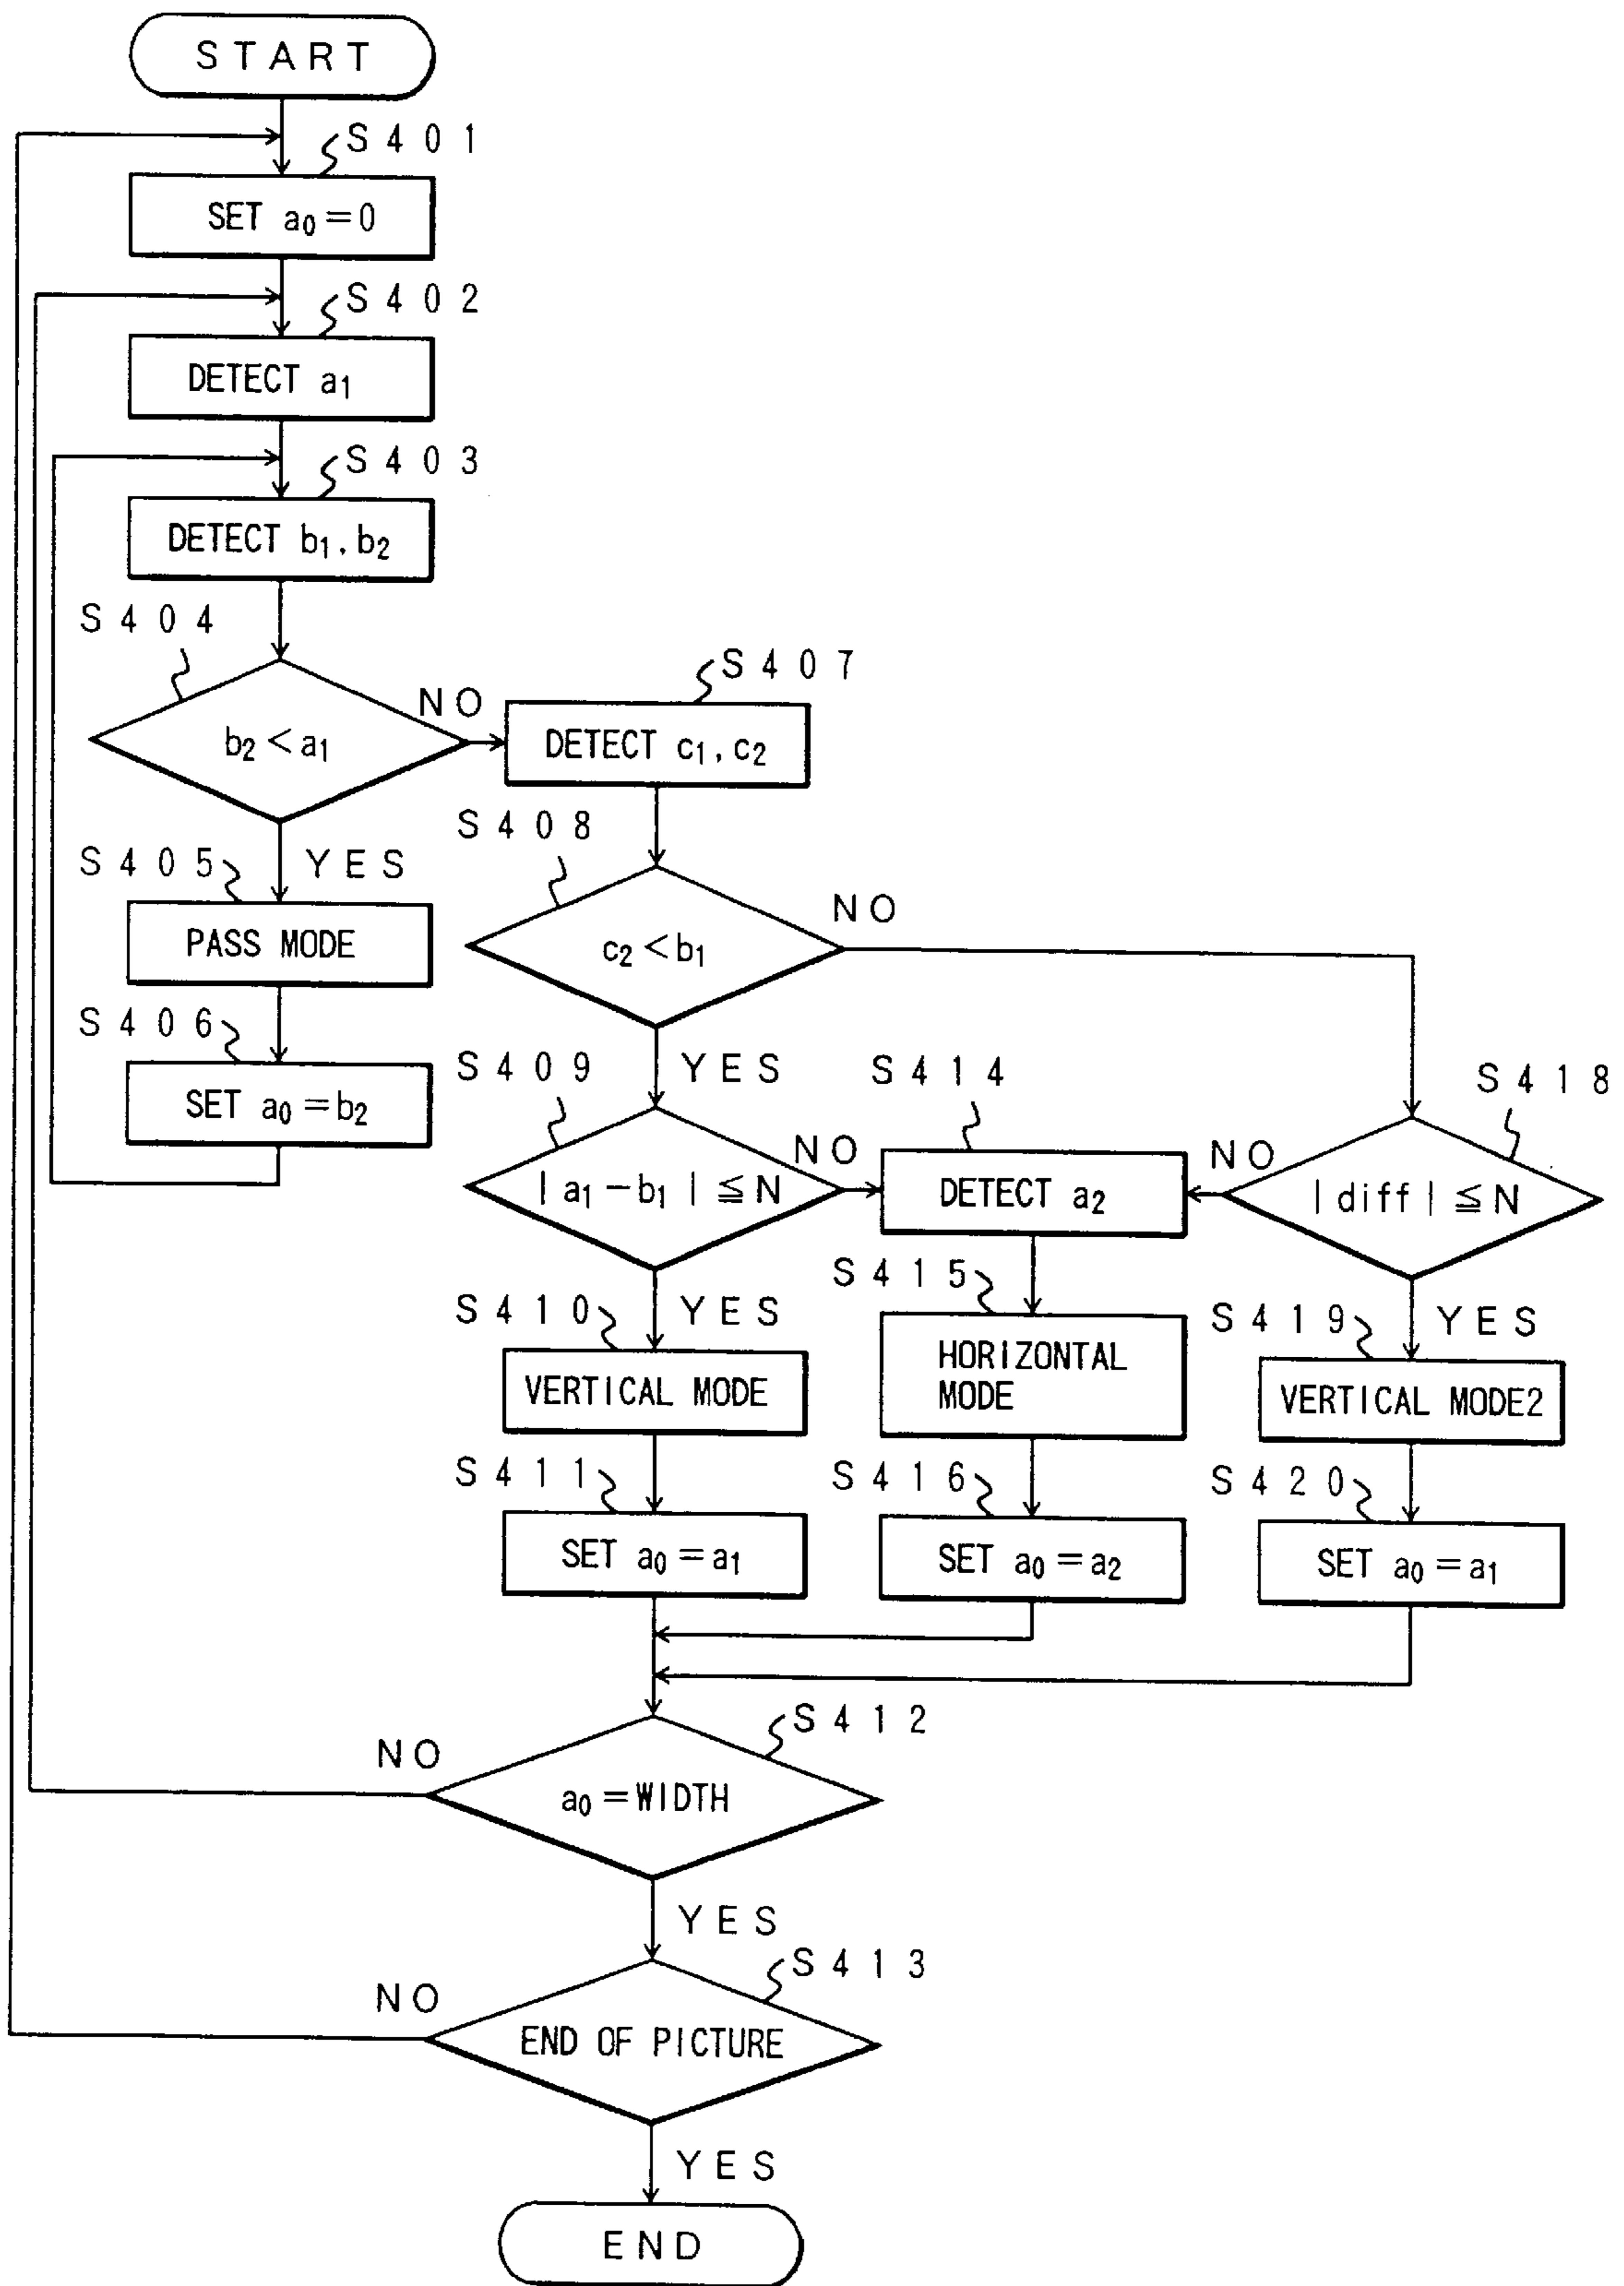 START
S401
SET a₀=0
S402
DETECT a₁
S403
DETECT b₁,b₂
S404
b₂<a₁
NO
YES
S405
PASS MODE
S406
SET a₀=b₂
S407
DETECT c₁,c₂
S408
c₂<b₁
NO
YES
S409
|a₁-b₁|≦N
NO
YES
S410
VERTICAL MODE
S411
SET a₀=a₁
S414
DETECT a₂
S415
HORIZONTAL
MODE
S416
SET a₀=a₂
S418
|diff|≦N
NO
YES
S419
VERTICAL MODE2
S420
SET a₀=a₁
S412
a₀=WIDTH
NO
YES
S413
END OF PICTURE
NO
YES
END